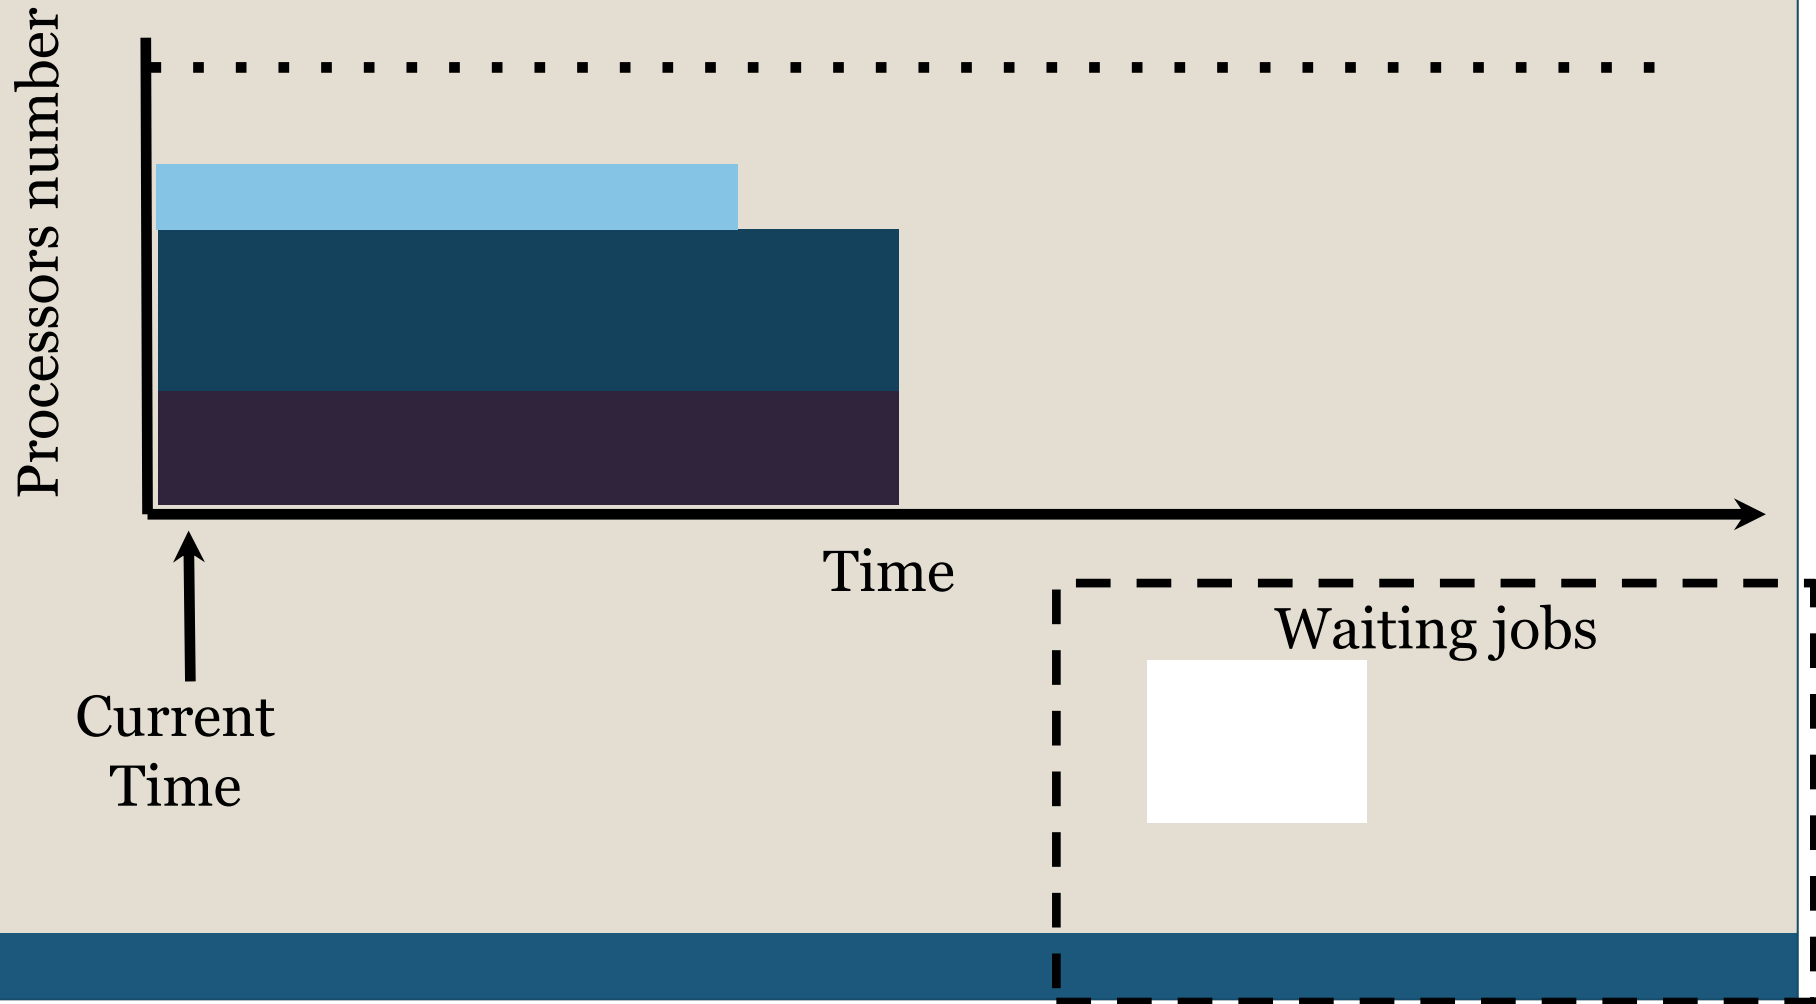 Processors number
Time
Waiting jobs
Current
Time